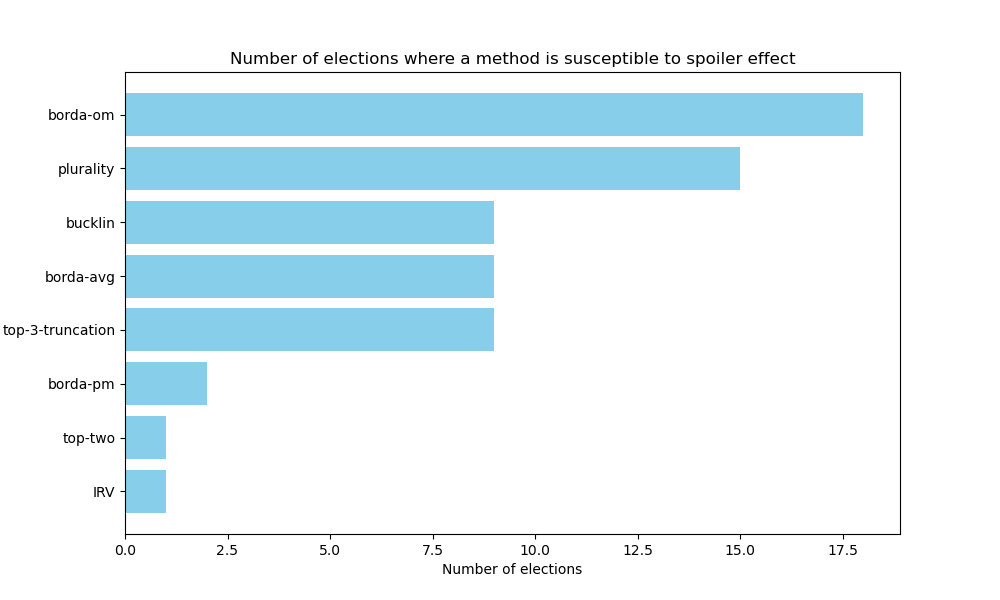 Number of elections where a method is susceptible to spoiler effect
borda-om
plurality
bucklin
borda-avg
top-3-truncation
borda-pm
top-two
IRV
0.0 2.5 5.0 7.5 10.0 12.5 15.0 17.5
Number of elections